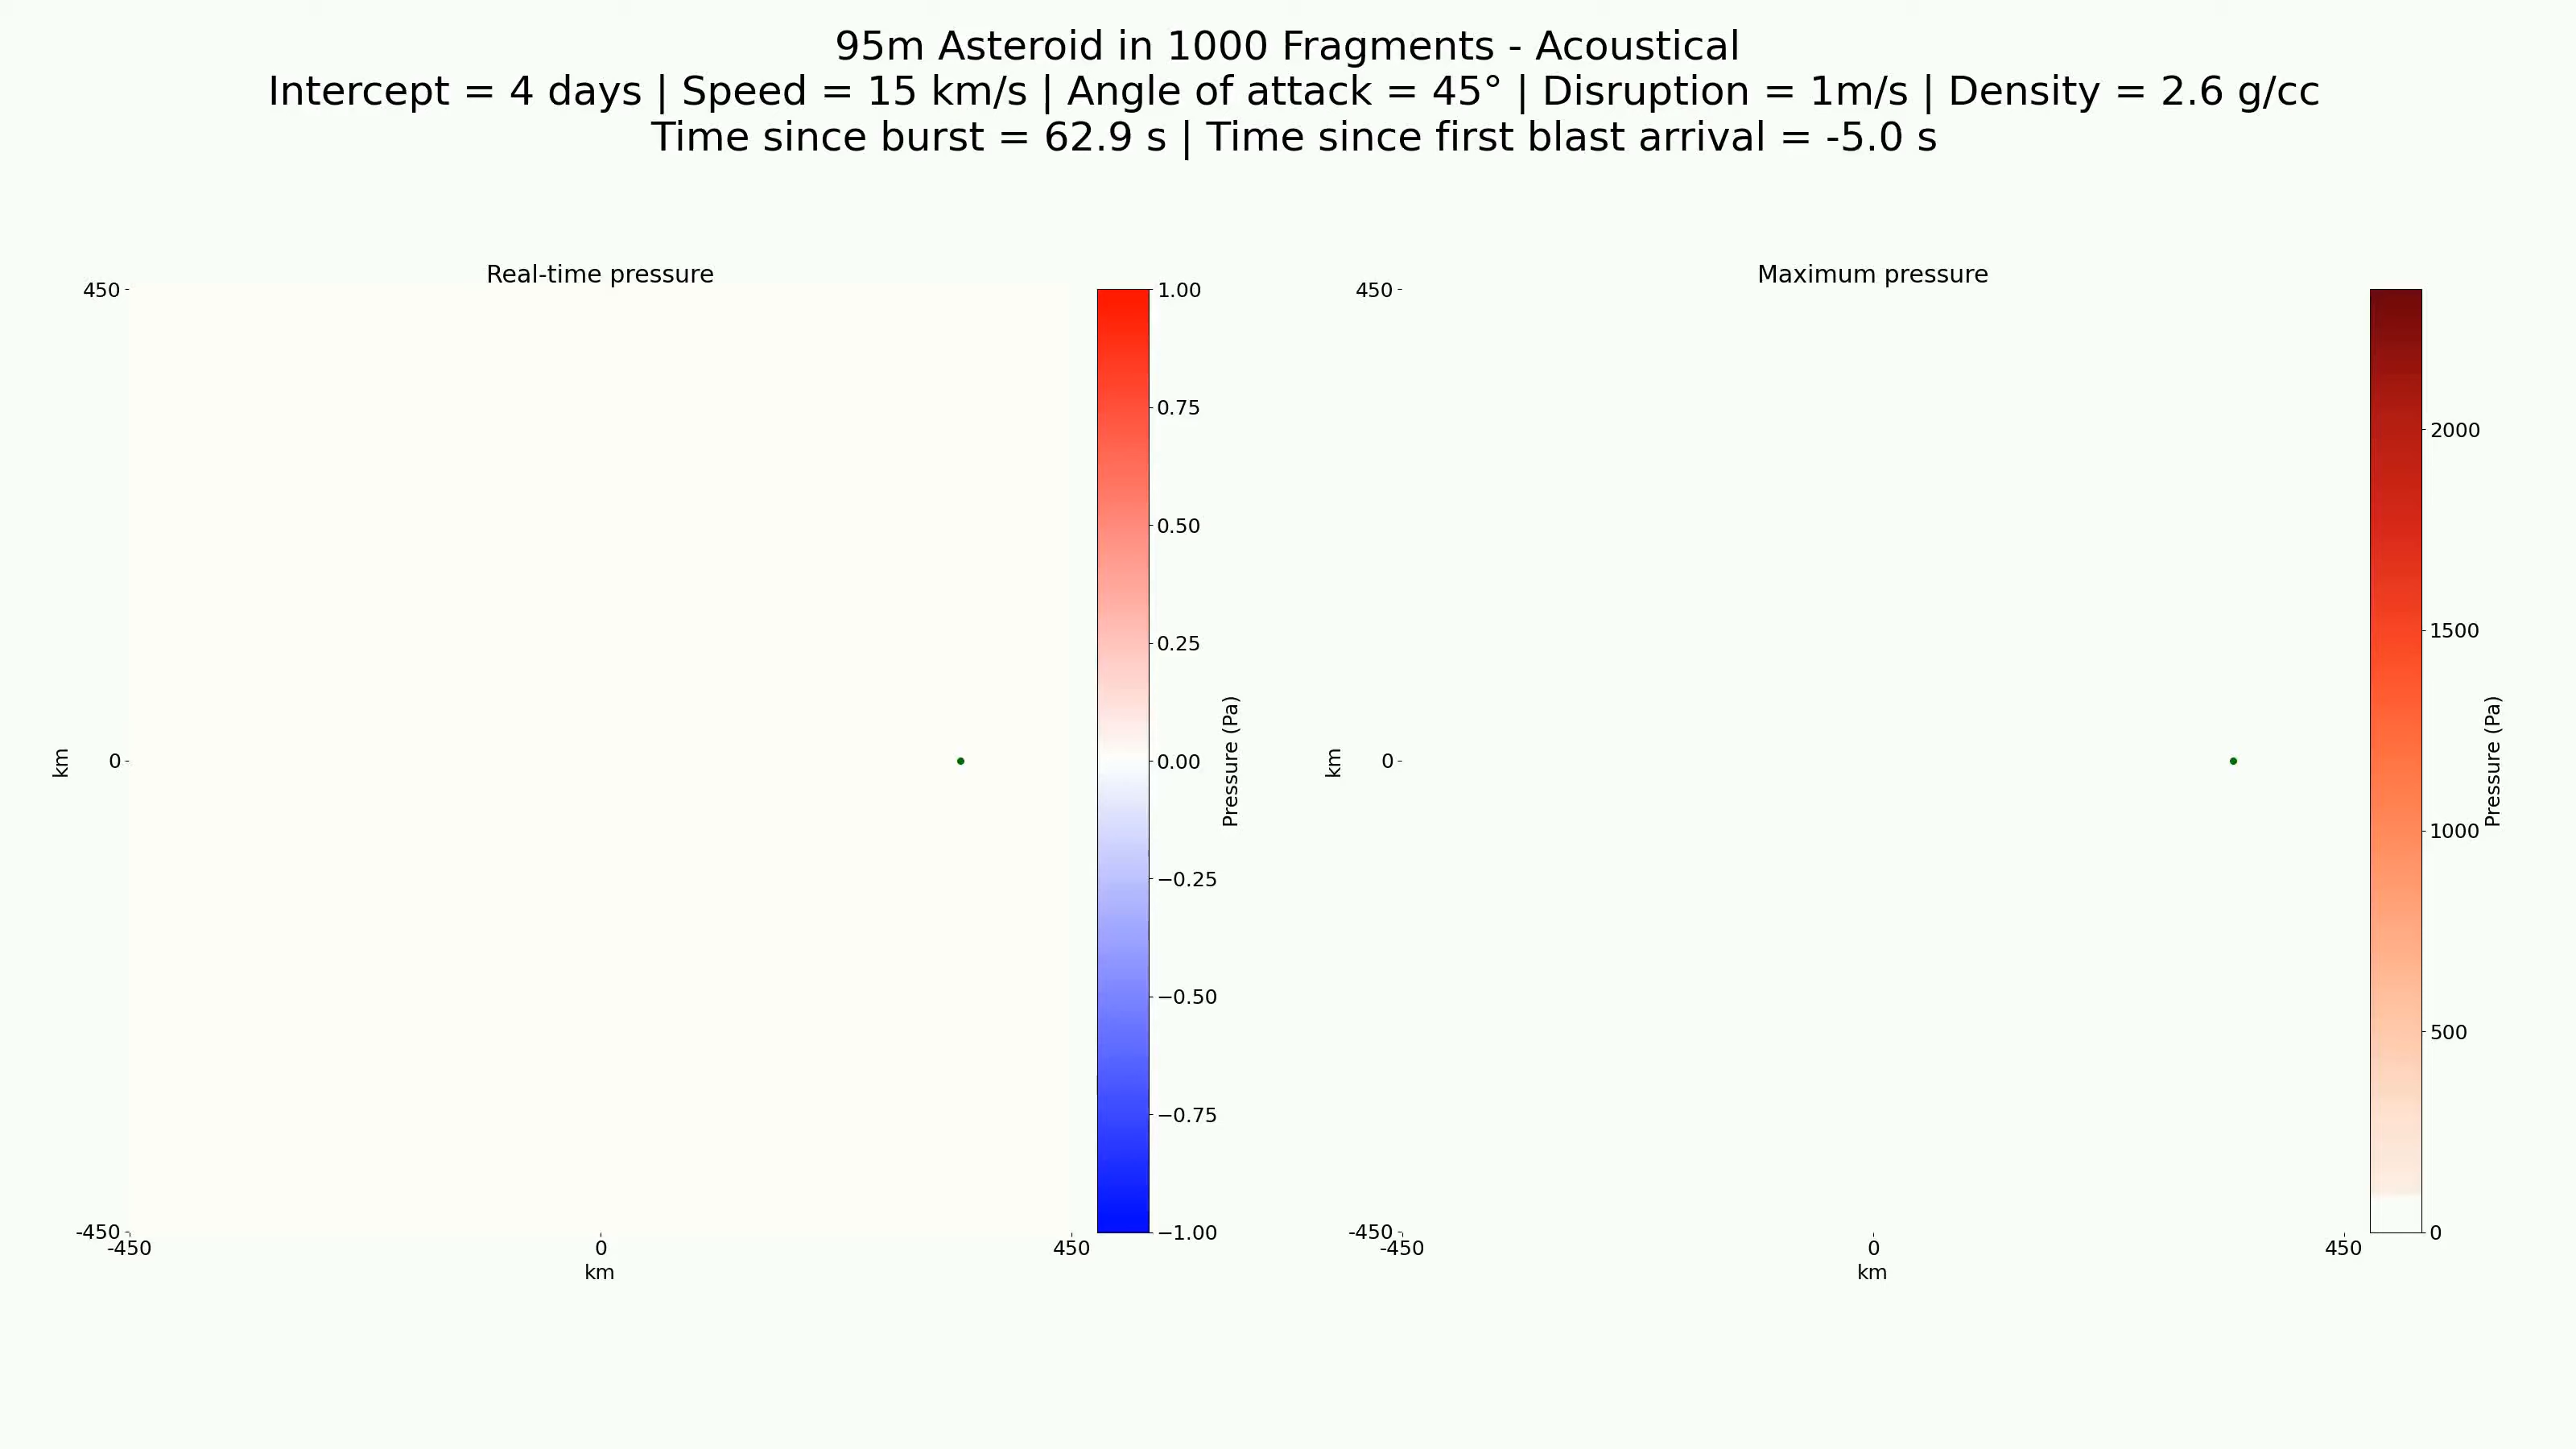 95m Asteroid in 1000 Fragments - Acoustical
Intercept = 4 days | Speed = 15 km/s | Angle of attack = 45° | Disruption = 1m/s | Density = 2.6 g/cc
Time since burst = 62.9 s | Time since first blast arrival = -5.0 s
Real-time pressure
450
0
-450
km
-450
0
450
km
1.00
0.75
0.50
0.25
0.00
−0.25
−0.50
−0.75
−1.00
Pressure (Pa)
Maximum pressure
450
0
-450
km
-450
0
450
km
2000
1500
1000
500
0
Pressure (Pa)